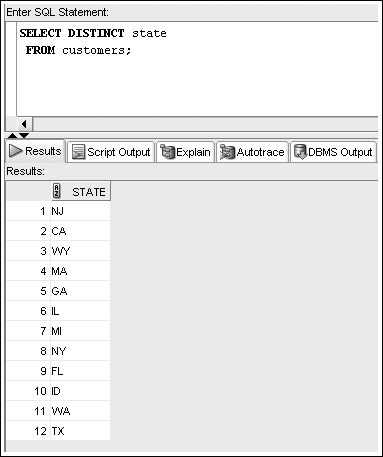 Enter SQL Statement:
SELECT DISTINCT state
FROM customers;
Results Script Output Explain Autotrace DBMS Output
Results:
A Z STATE
1 NJ
2 CA
3 WY
4 MA
5 GA
6 IL
7 MI
8 NY
9 FL
10 ID
11 WA
12 TX